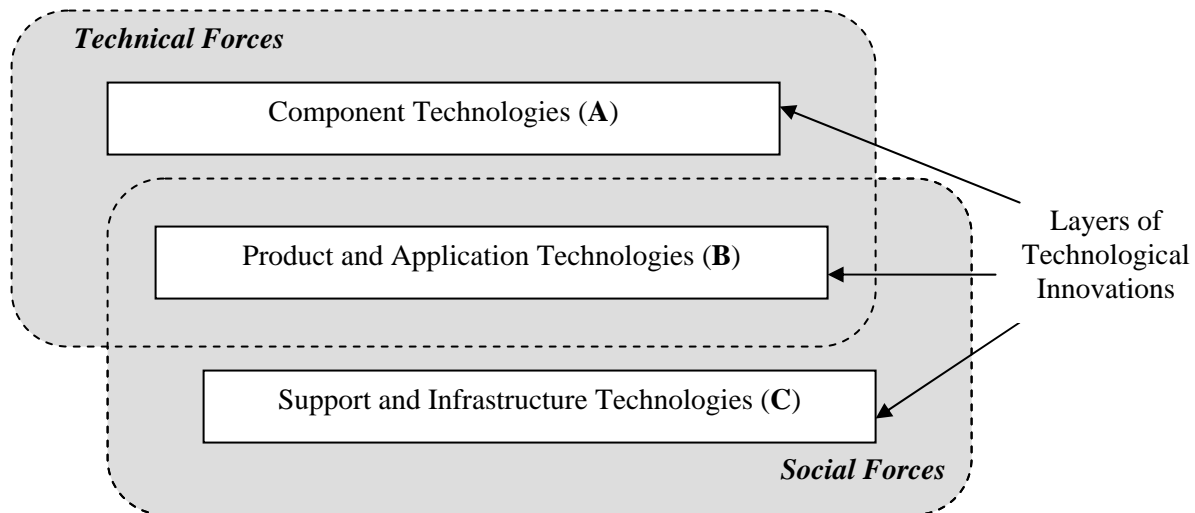 Technical Forces
Component Technologies (A)
Product and Application Technologies (B)
Support and Infrastructure Technologies (C)
Social Forces
Layers of
Technological
Innovations